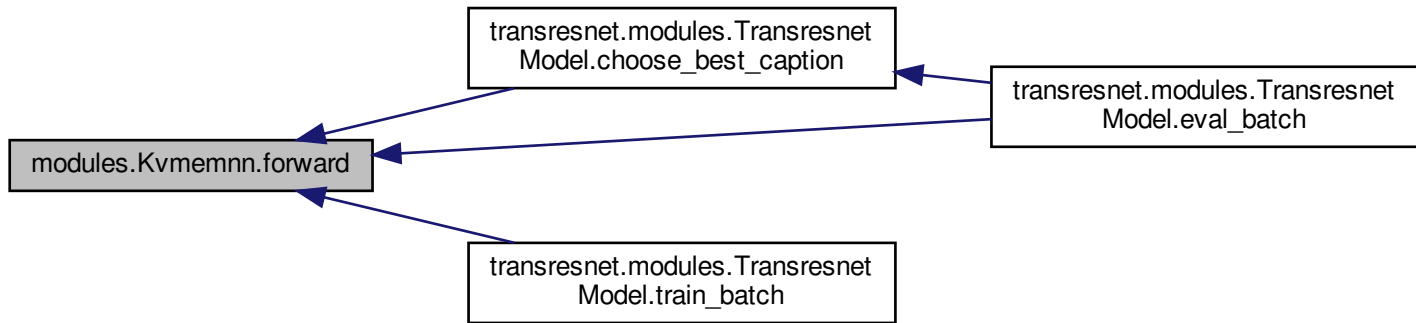 transresnet.modules.Transresnet
Model.choose_best_caption
transresnet.modules.Transresnet
Model.eval_batch
modules.Kvmemnn.forward
transresnet.modules.Transresnet
Model.train_batch